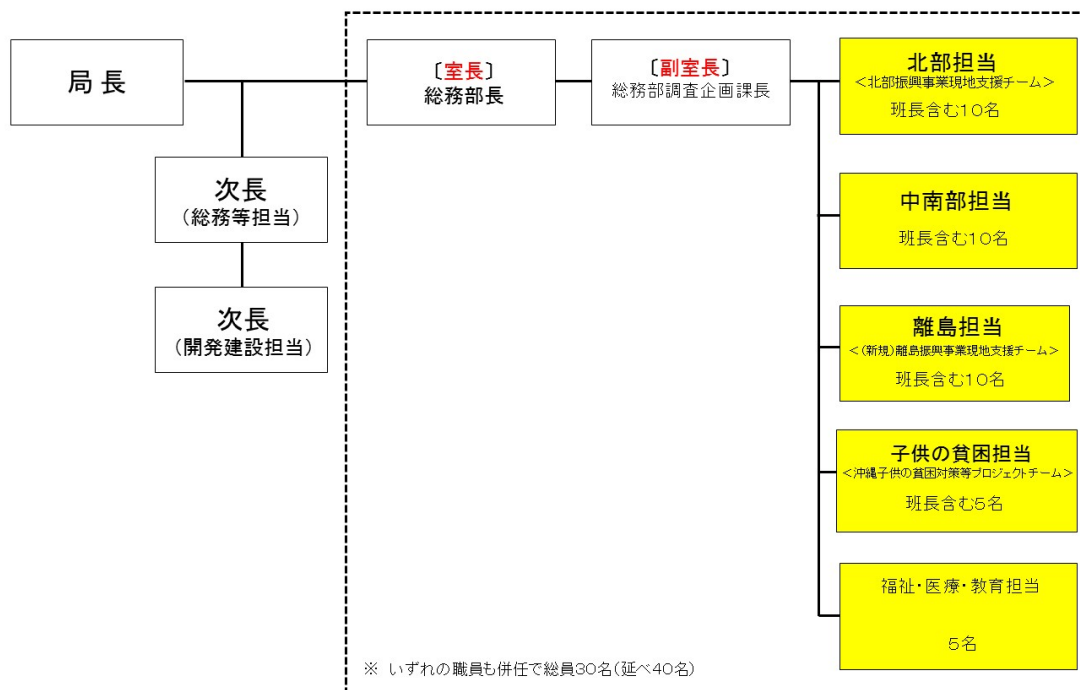 局長
次長
(総務等担当)
次長
(開発建設担当)
〔室長〕
総務部長
〔副室長〕
総務部調査企画課長
北部担当
<北部振興事業現地支援チーム>
班長含む10名
中南部担当
班長含む10名
離島担当
<(新規)離島振興事業現地支援チーム>
班長含む10名
子供の貧困担当
<沖縄子供の貧困対策等プロジェクトチーム>
班長含む5名
福祉・医療・教育担当
5名
※ いずれの職員も併任で総員30名(延べ40名)